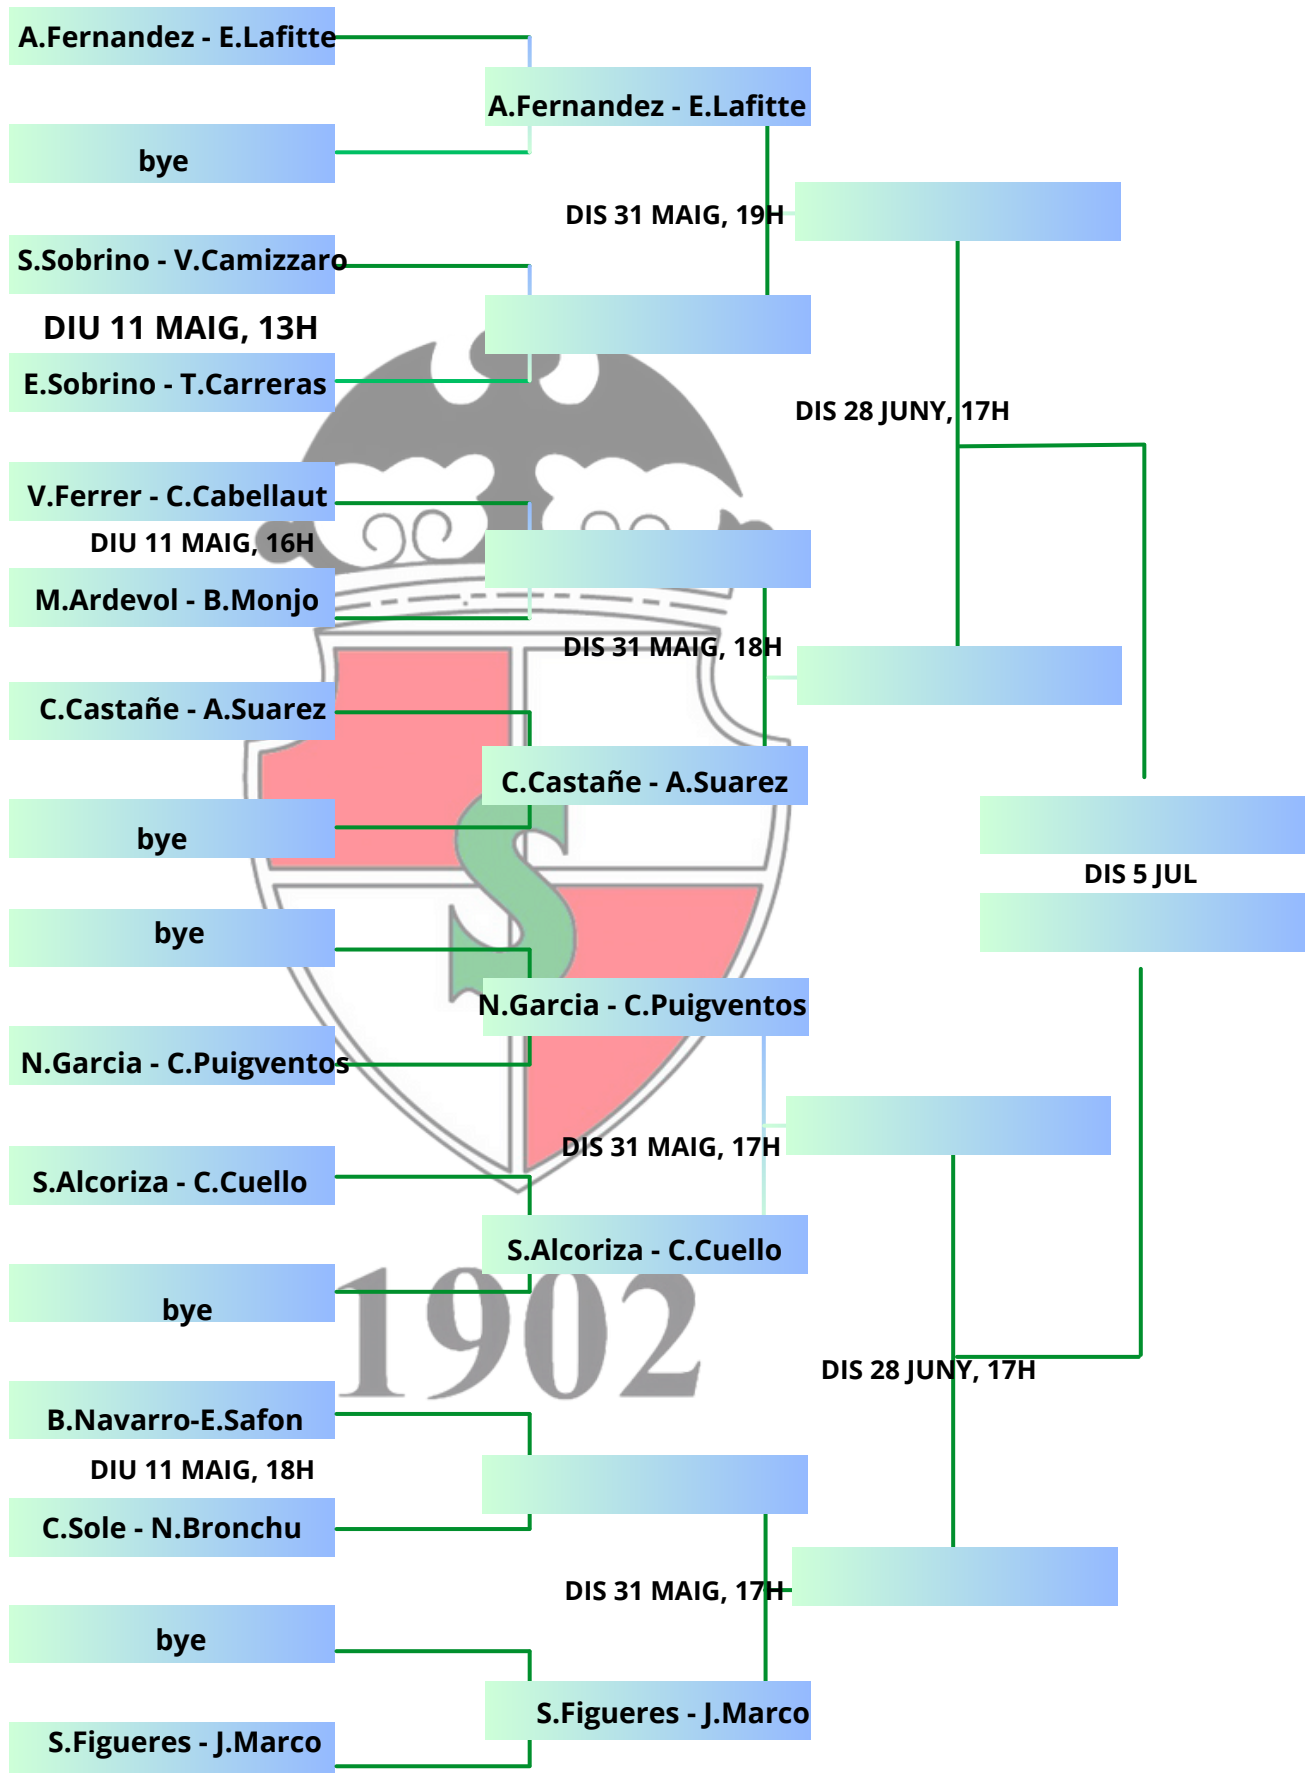 A.Fernandez - E.Lafitte
A.Fernandez - E.Lafitte
bye
DIS 31 MAIG, 19H
S.Sobrino - V.Camizzaro
DIU 11 MAIG, 13H
E.Sobrino - T.Carreras
DIS 28 JUNY, 17H
V.Ferrer - C.Cabellaut
DIU 11 MAIG, 16H
M.Ardevol - B.Monjo
DIS 31 MAIG, 18H
C.Castañe - A.Suarez
C.Castañe - A.Suarez
bye
DIS 5 JUL
S
bye
N.Garcia - C.Puigventos
N.Garcia - C.Puigventos
DIS 31 MAIG, 17H
S.Alcoriza - C.Cuello
S.Alcoriza - C.Cuello
bye
1902
DIS 28 JUNY, 17H
B.Navarro-E.Safon
DIU 11 MAIG, 18H
C.Sole - N.Bronchu
DIS 31 MAIG, 17H
bye
S.Figueres - J.Marco
S.Figueres - J.Marco